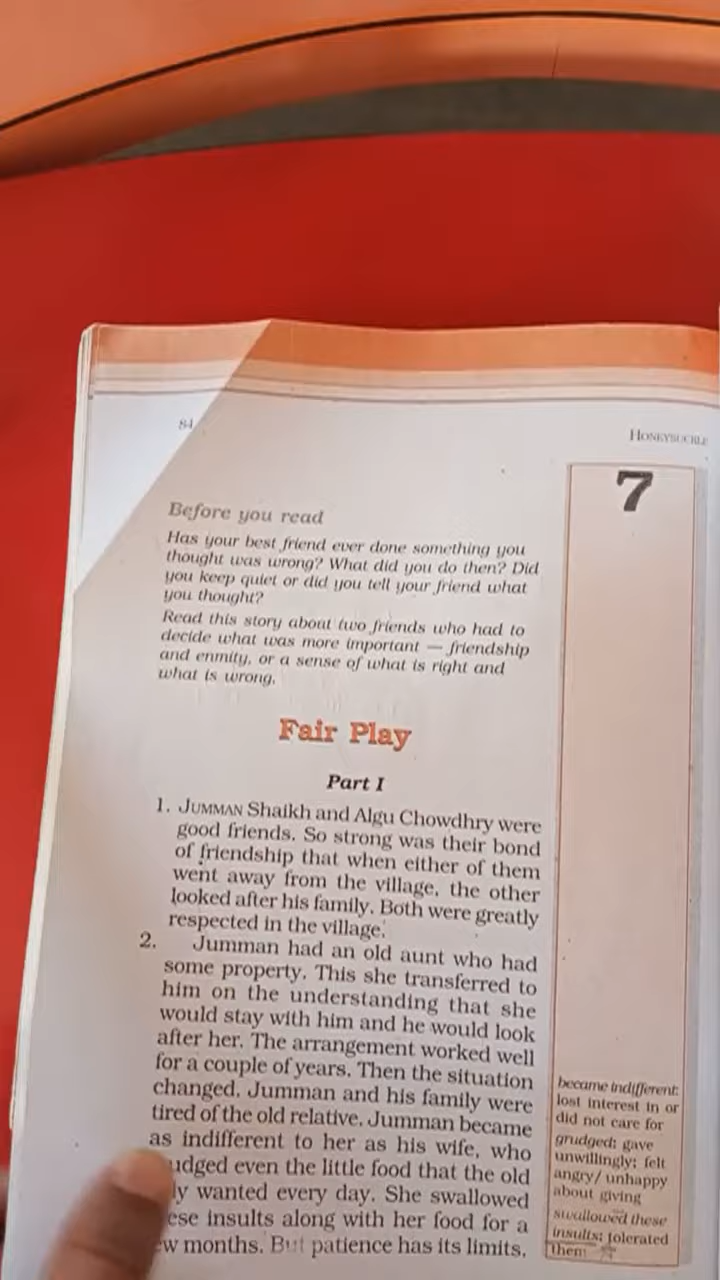 84
HONEYSUCKLE
7
Before you read
Has your best friend ever done something you
thought was wrong? What did you do then? Did
you keep quiet or did you tell your friend what
you thought?
Read this story about two friends who had to
decide what was more important — friendship
and enmity, or a sense of what is right and
what is wrong.
Fair Play
Part I
1. JUMMAN Shaikh and Algu Chowdhry were
good friends. So strong was their bond
of friendship that when either of them
went away from the village, the other
looked after his family. Both were greatly
respected in the village.
2. Jumman had an old aunt who had
some property. This she transferred to
him on the understanding that she
would stay with him and he would look
after her. The arrangement worked well
for a couple of years. Then the situation
changed. Jumman and his family were
tired of the old relative. Jumman became
as indifferent to her as his wife, who
udged even the little food that the old
ly wanted every day. She swallowed
ese insults along with her food for a
ew months. But patience has its limits.
became indifferent:
lost interest in or
did not care for
grudged: gave
unwillingly; felt
angry/ unhappy
about giving
swallowed these
insults: tolerated
them